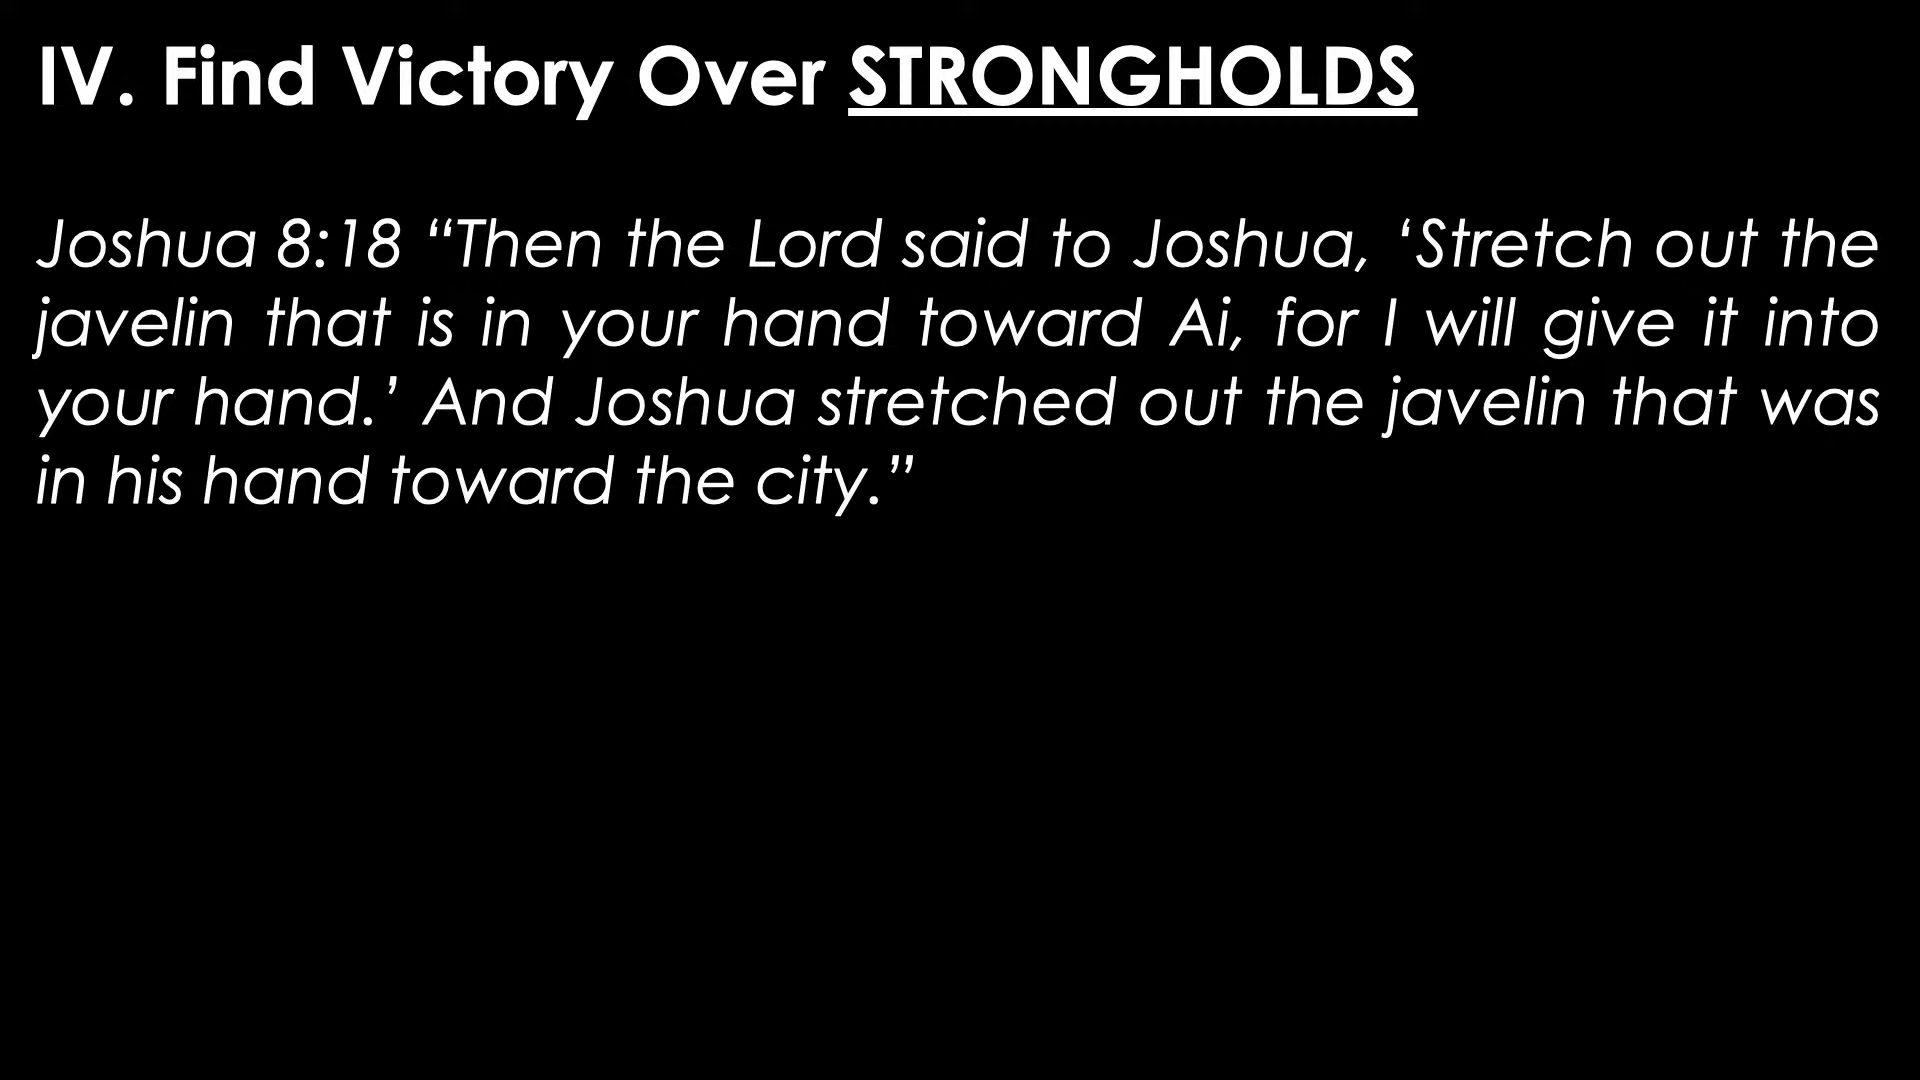 IV. Find Victory Over STRONGHOLDS
Joshua 8:18 “Then the Lord said to Joshua, ‘Stretch out the
javelin that is in your hand toward Ai, for I will give it into
your hand.’ And Joshua stretched out the javelin that was
in his hand toward the city.”